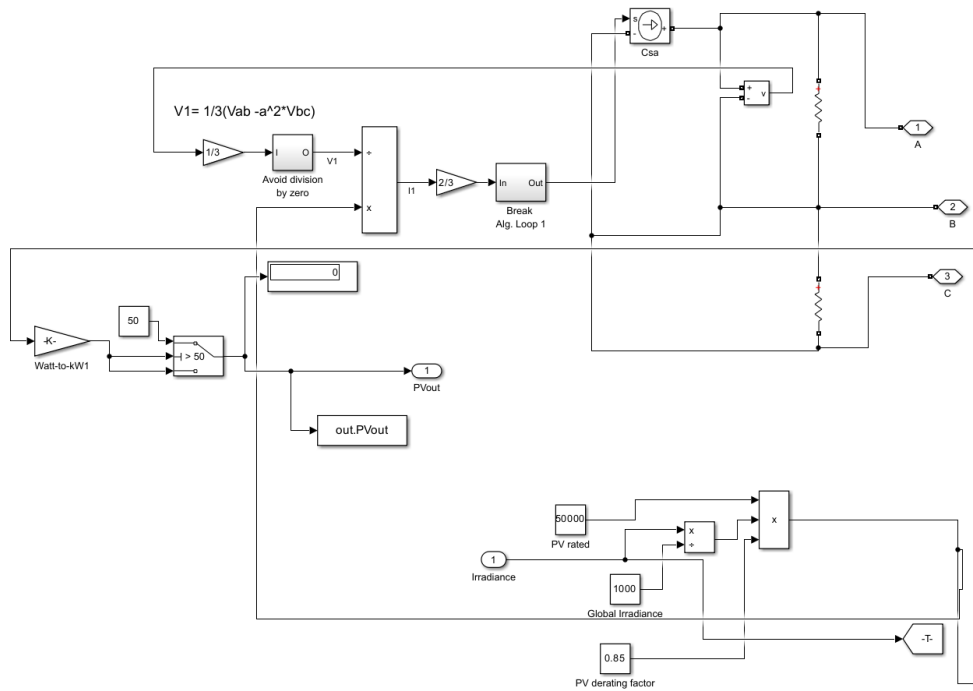 s
+
-
Csa
+
-
v
V1= 1/3(Vab -a^2*Vbc)
1/3
I
O
V1
Avoid division
by zero
÷
x
I1
2/3
In
Out
Break
Alg. Loop 1
+
1
A
2
B
0
3
C
+
50
-K-
Watt-to-kW1
> 50
1
PVout
out.PVout
50000
PV rated
x
÷
x
1
Irradiance
1000
Global Irradiance
-T-
0.85
PV derating factor